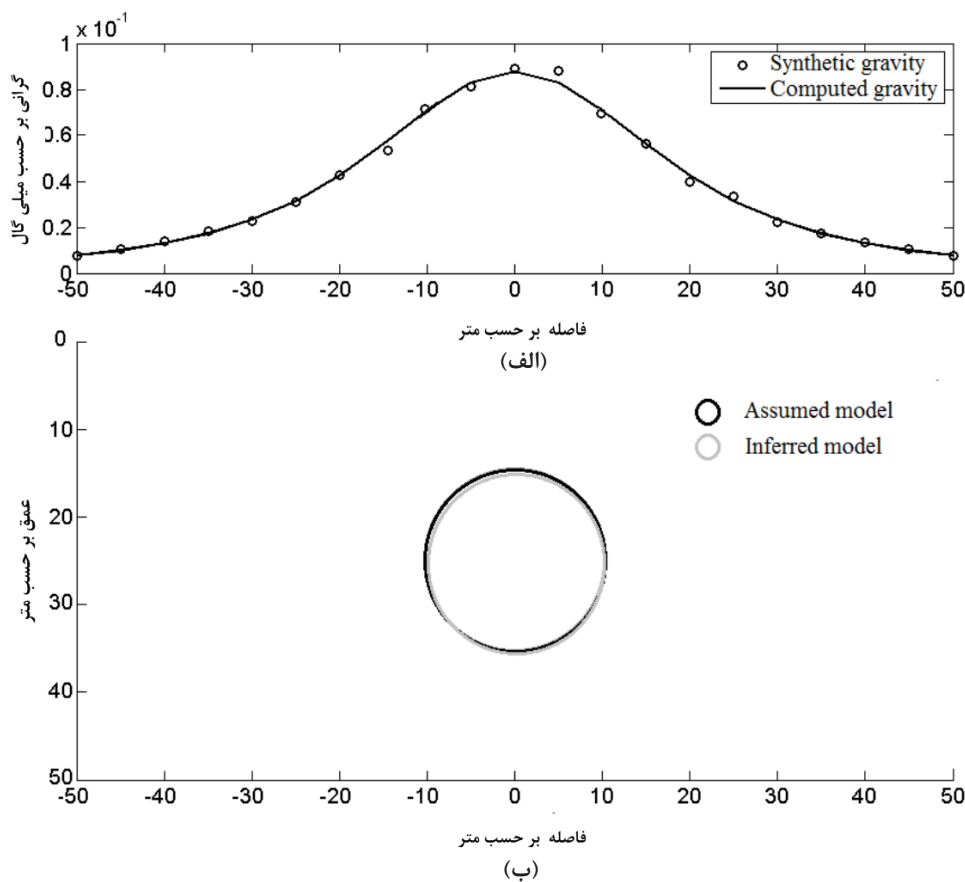 1 × 10-1
0.8
0.6
0.4
0.2
0
گرانی بر حسب میلی گال
Synthetic gravity
Computed gravity
-50 -40 -30 -20 -10 0 10 20 30 40 50
فاصله بر حسب متر
(الف)
0
10
20
30
40
50
عمق بر حسب متر
Assumed model
Inferred model
-50 -40 -30 -20 -10 0 10 20 30 40 50
فاصله بر حسب متر
(ب)